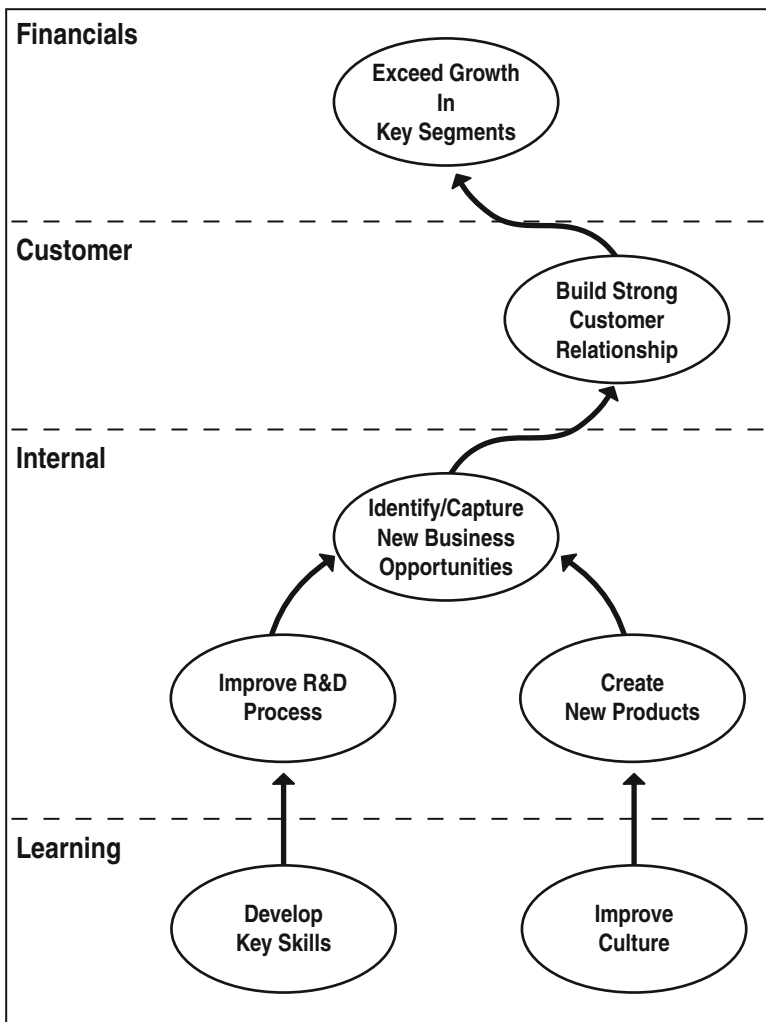 Financials
Exceed Growth
In
Key Segments
Customer
Build Strong
Customer
Relationship
Internal
Identify/Capture
New Business
Opportunities
Improve R&D
Process
Create
New Products
Learning
Develop
Key Skills
Improve
Culture